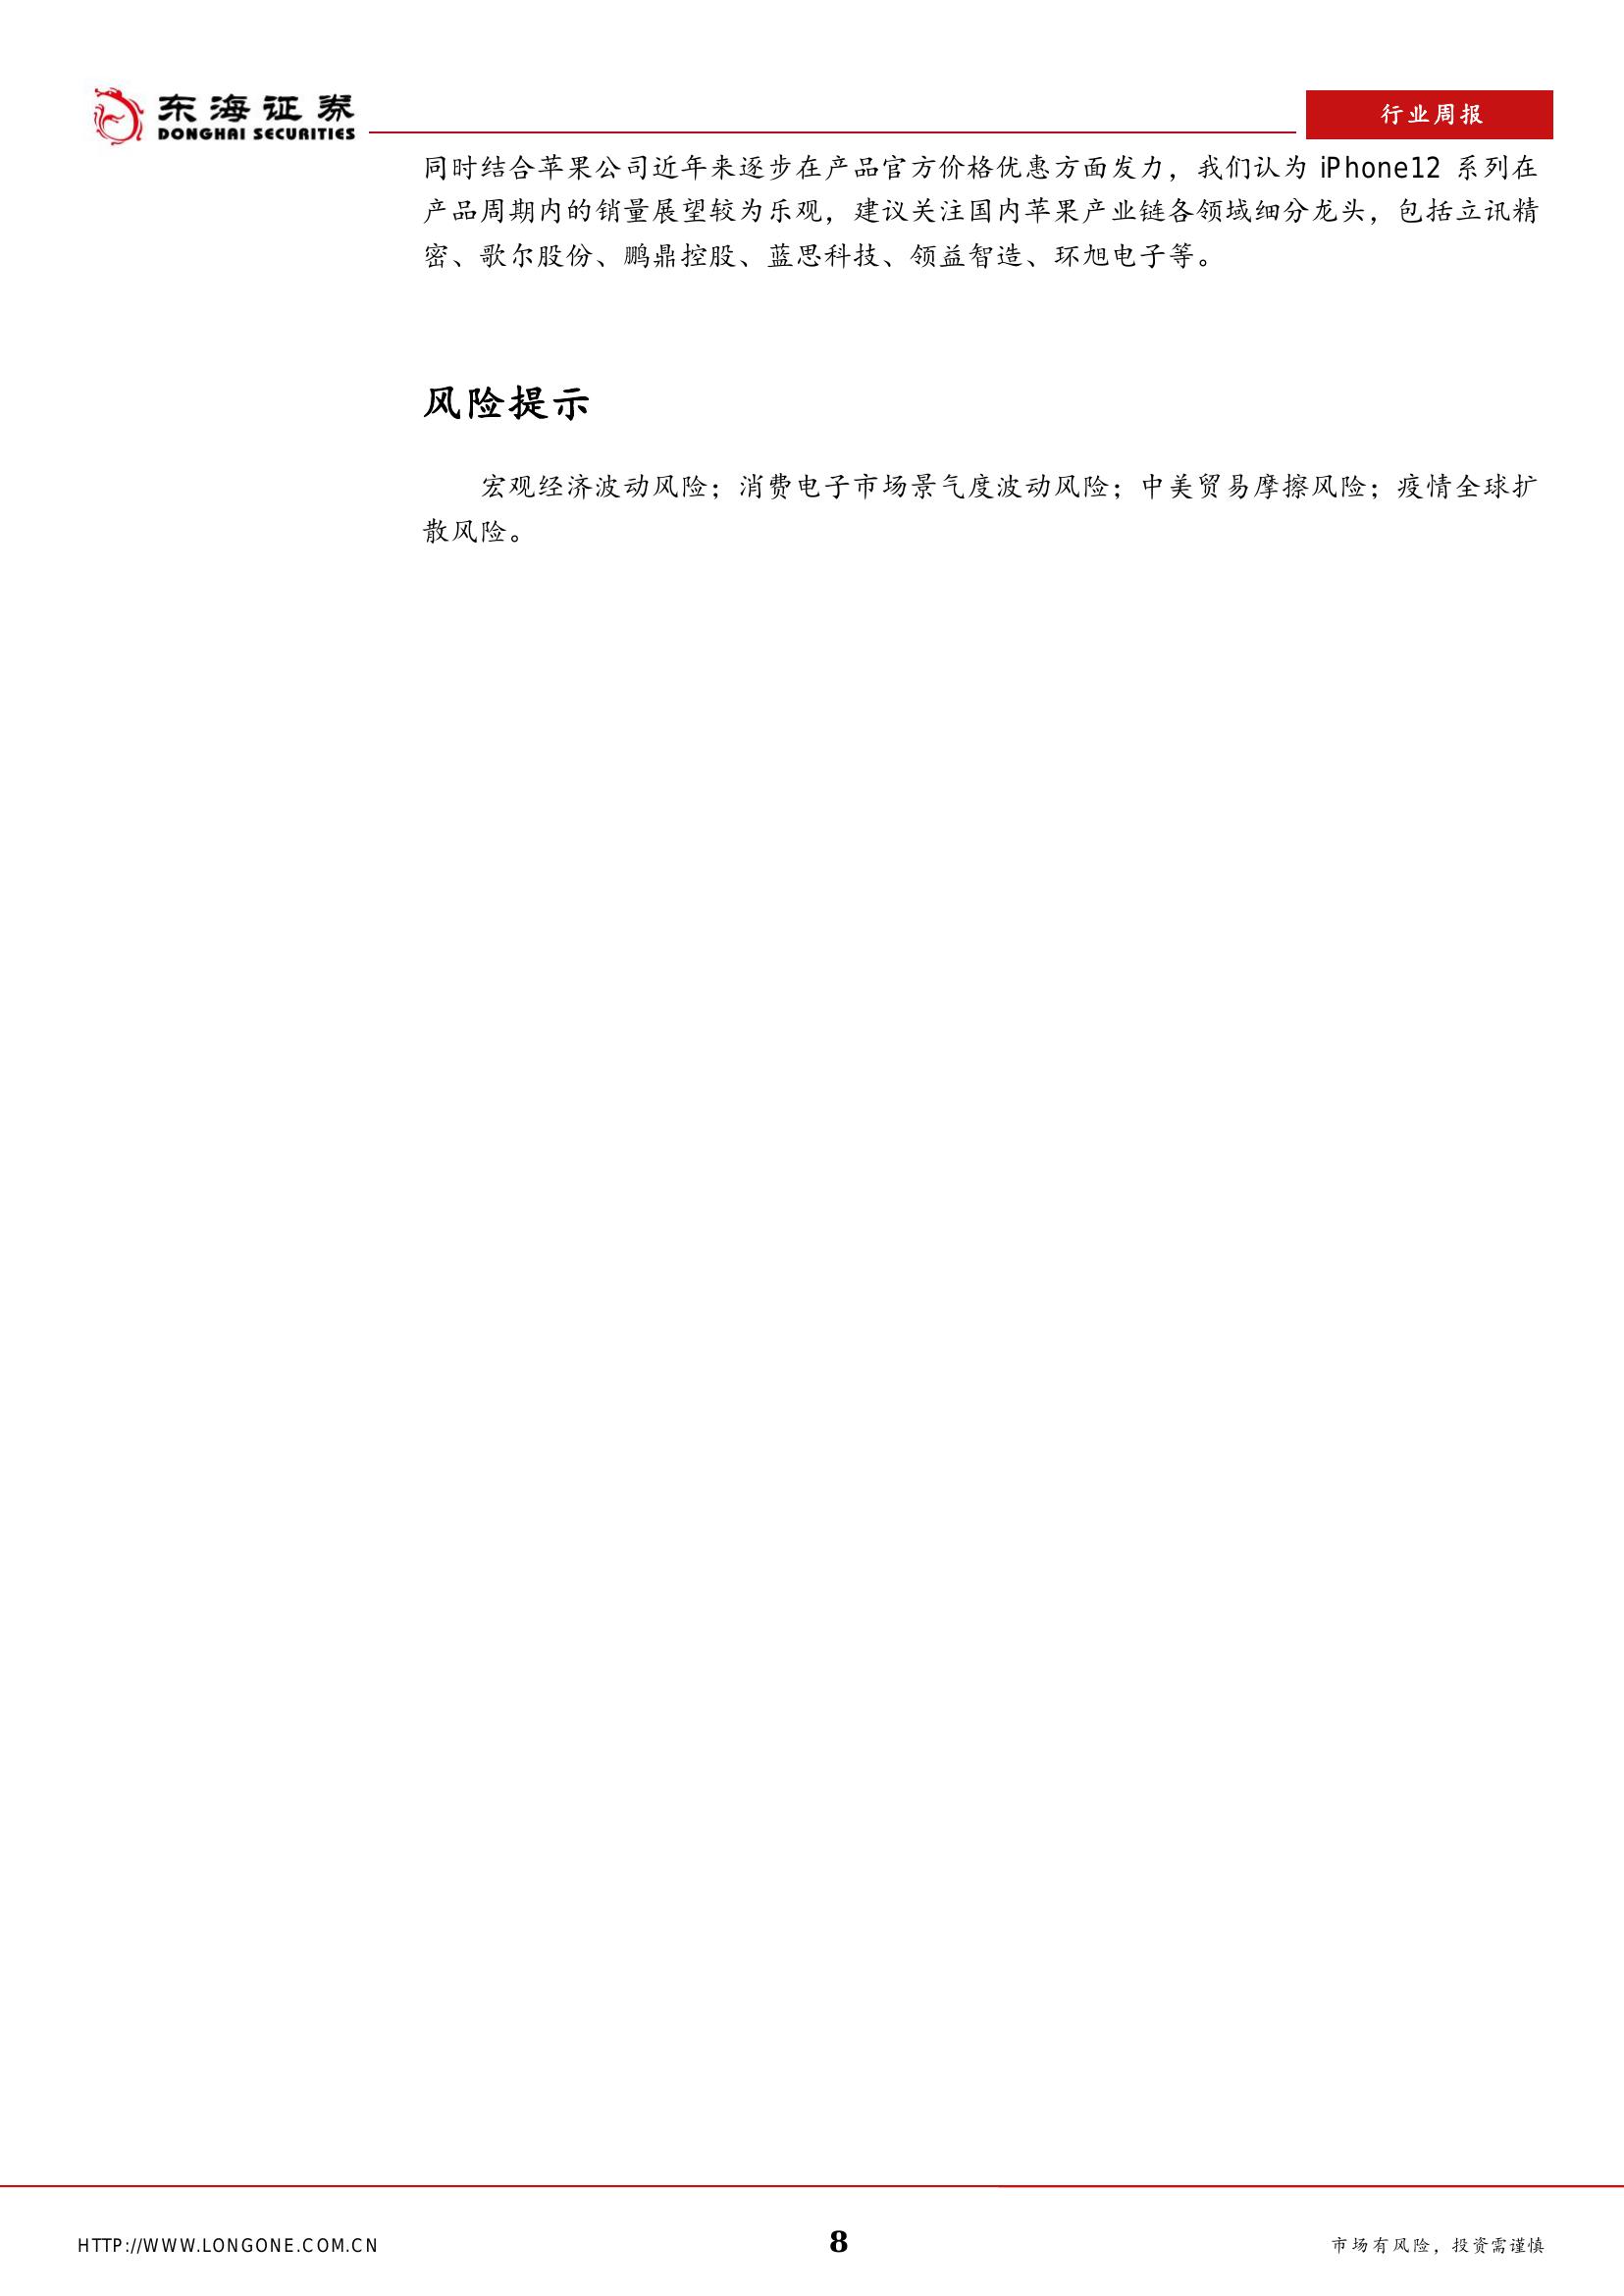 东海证券
DONGHAI SECURITIES
行业周报
同时结合苹果公司近年来逐步在产品官方价格优惠方面发力，我们认为 iPhone12 系列在
产品周期内的销量展望较为乐观，建议关注国内苹果产业链各领域细分龙头，包括立讯精
密、歌尔股份、鹏鼎控股、蓝思科技、领益智造、环旭电子等。
风险提示
宏观经济波动风险；消费电子市场景气度波动风险；中美贸易摩擦风险；疫情全球扩
散风险。
HTTP://WWW.LONGONE.COM.CN
8
市场有风险，投资需谨慎